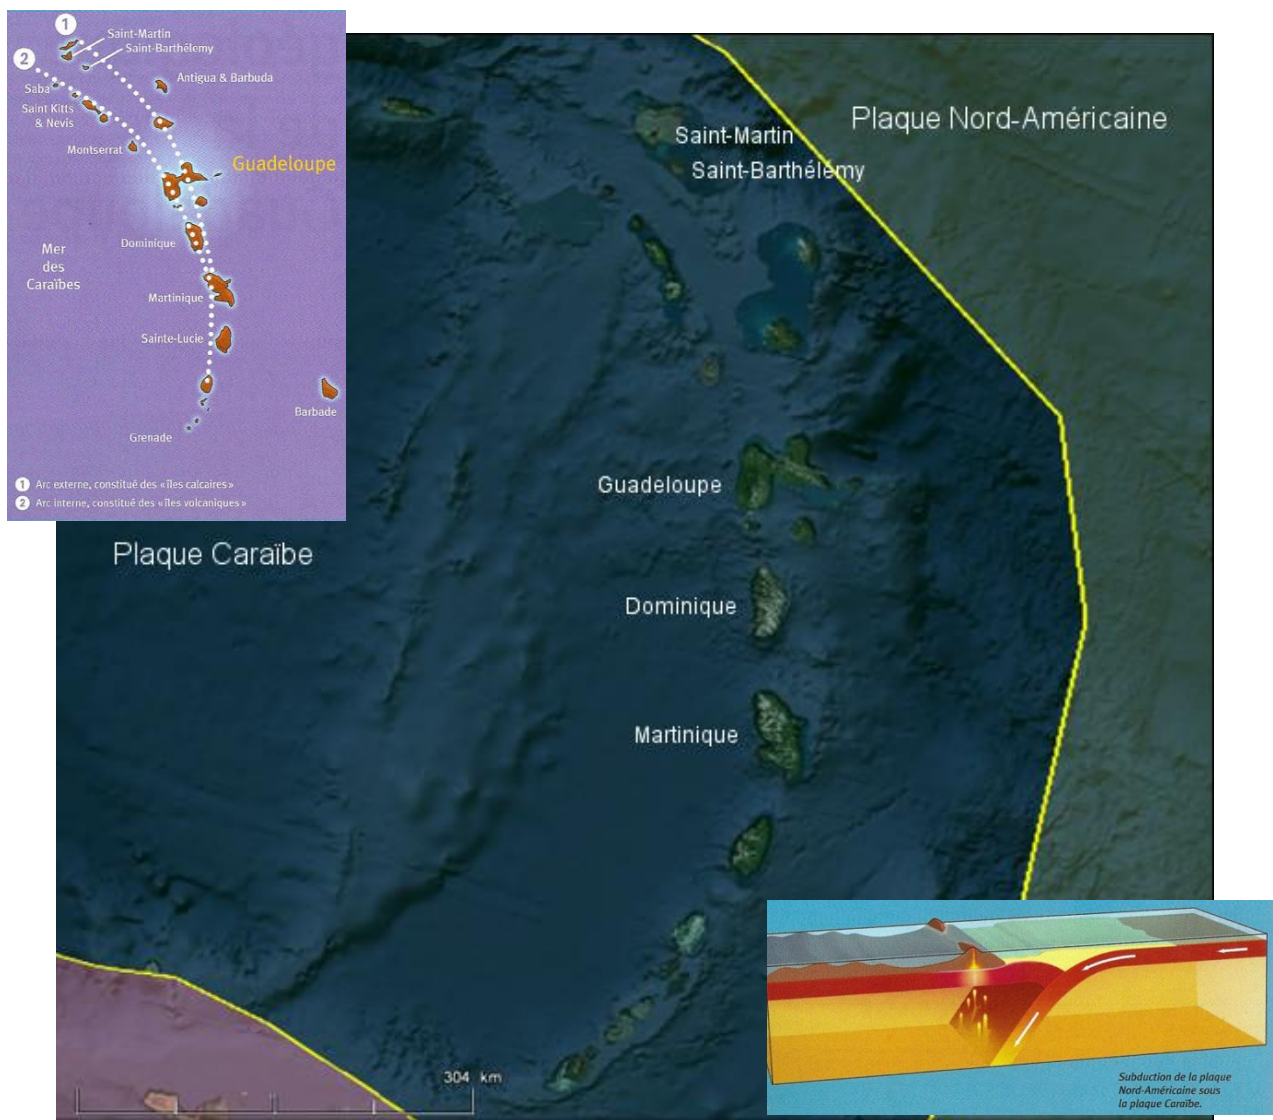 1
Saint-Martin
Saint-Barthélemy
2
Saba
Antigua & Barbuda
Saint Kitts
& Nevis
Montserrat
Guadeloupe
Dominique
Mer
des
Caraïbes
Martinique
Sainte-Lucie
Barbade
Grenade
1 Arc externe, constitué des «îles calcaires»
2 Arc interne, constitué des «îles volcaniques»
Plaque Nord-Américaine
Saint-Martin
Saint-Barthélémy
Guadeloupe
Plaque Caraïbe
Dominique
Martinique
304 km
Subduction de la plaque
Nord-Américaine sous
la plaque Caraïbe.